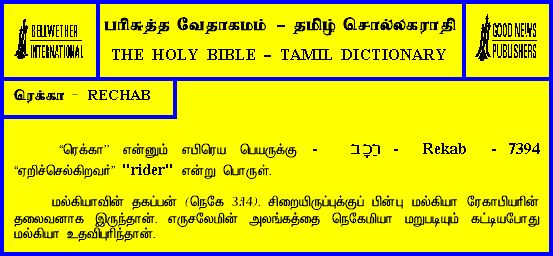 BELLWETHER
INTERNATIONAL
பரிசுத்த வேதாகமம் – தமிழ் சொல்லகராதி
THE HOLY BIBLE – TAMIL DICTIONARY
GOOD NEWS
PUBLISHERS
ரெக்கா - RECHAB
“ரெக்கா” என்னும் எபிரெய பெயருக்கு - רֵכָב - Rekab - 7394
“ஏறிச்செல்கிறவர்” "rider" என்று பொருள்.
மல்கியாவின் தகப்பன் (நெகே 3:14). சிறையிருப்புக்குப் பின்பு மல்கியா ரேகாபியரின்
தலைவனாக இருந்தான். எருசலேமின் அலங்கத்தை நெகேமியா மறுபடியும் கட்டியபோது
மல்கியா உதவிபுரிந்தான்.